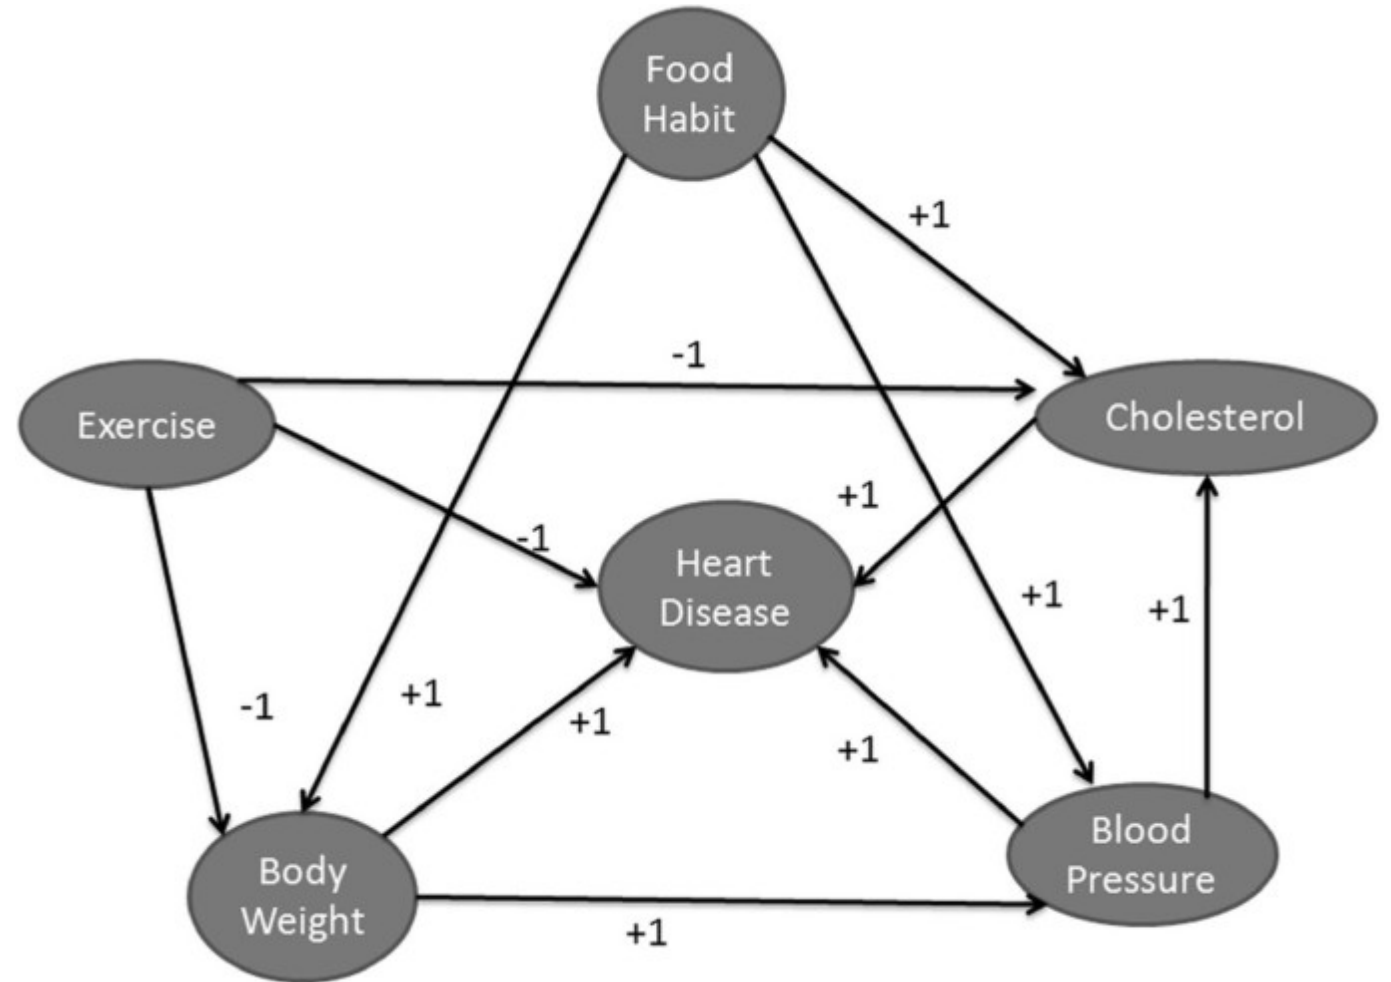 Food
Habit
+1
-1
Exercise
Cholesterol
+1
-1
Heart
Disease
+1
+1
-1
+1
+1
+1
Blood
Pressure
Body
Weight
+1